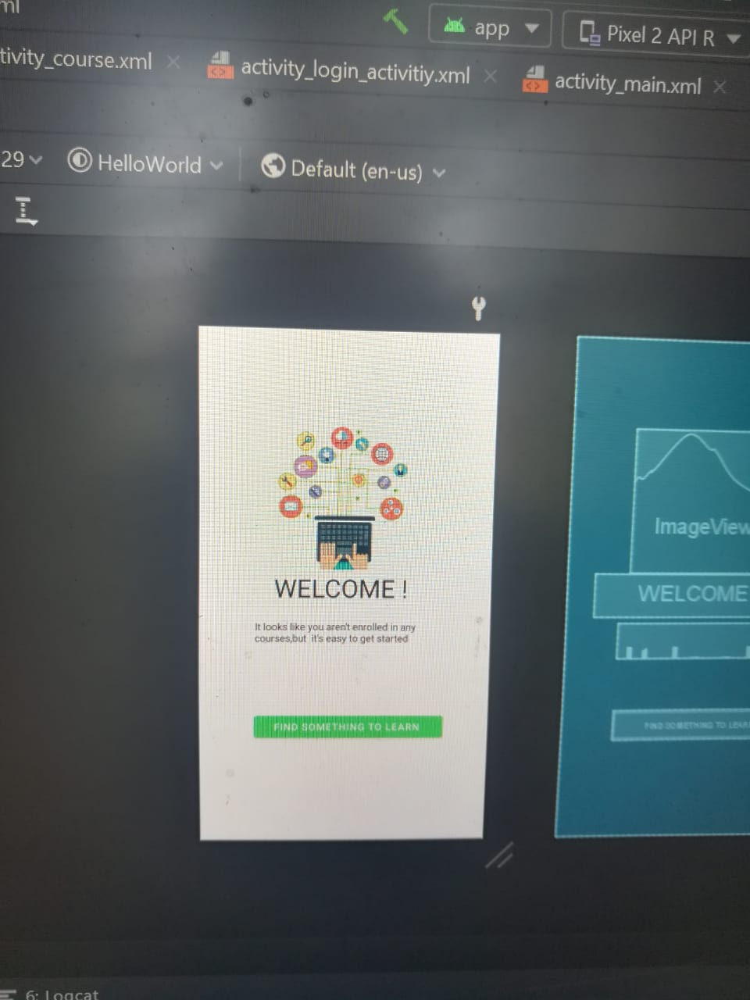 ml
app
Pixel 2 API R
tivity_course.xml
activity_login_activitiy.xml
activity_main.xml
29
HelloWorld
Default (en-us)
WELCOME !
It looks like you aren't enrolled in any
courses,but it's easy to get started
FIND SOMETHING TO LEARN
ImageView
WELCOME
FIND SOMETHING TO LEAR
6: Logcat